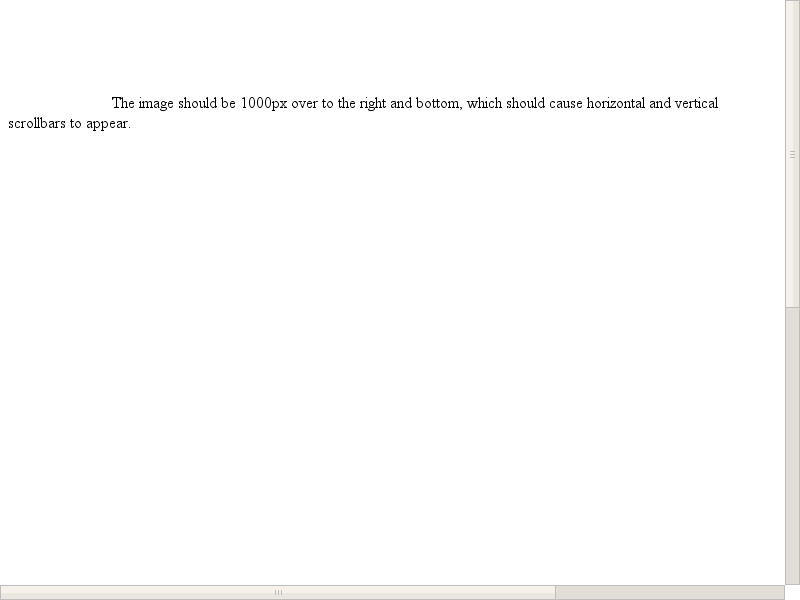 The image should be 1000px over to the right and bottom, which should cause horizontal and vertical
scrollbars to appear.